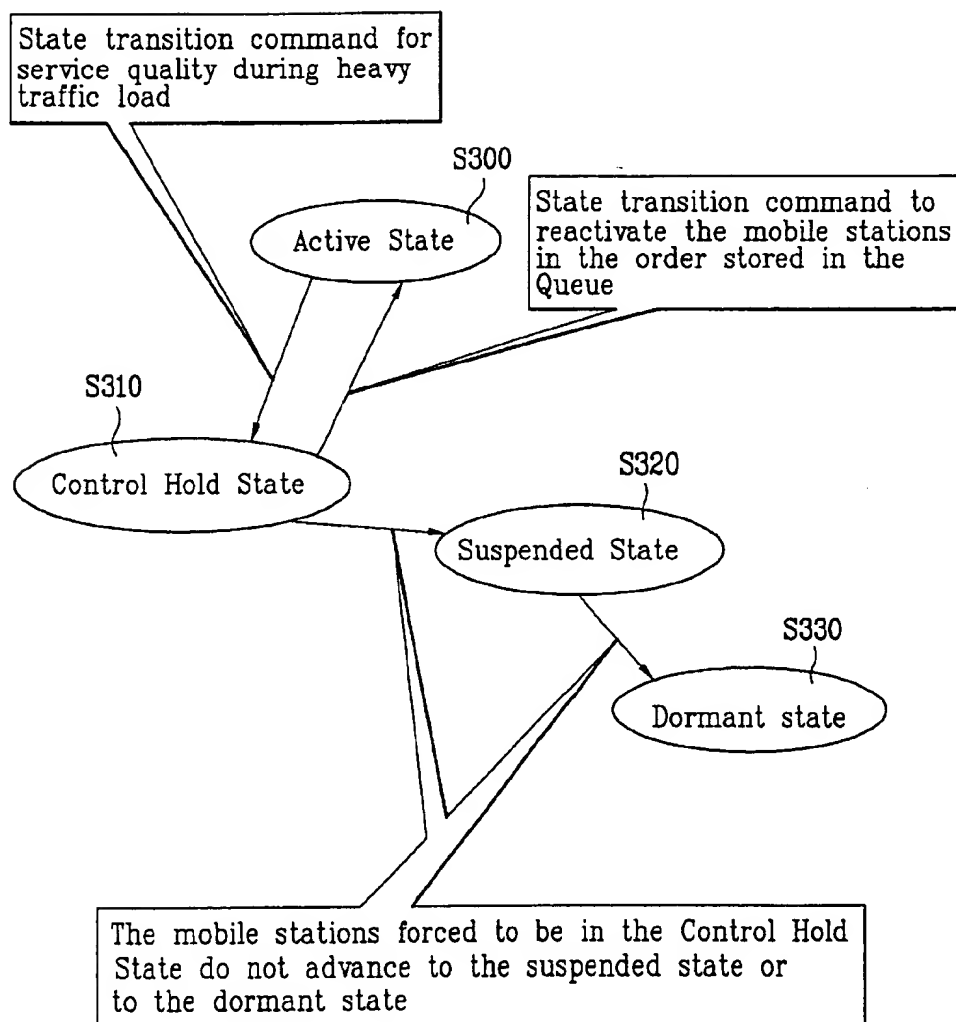 State transition command for
service quality during heavy
traffic load
S300
Active State
State transition command to
reactivate the mobile stations
in the order stored in the
Queue
S310
Control Hold State
S320
Suspended State
S330
Dormant state
The mobile stations forced to be in the Control Hold
State do not advance to the suspended state or
to the dormant state